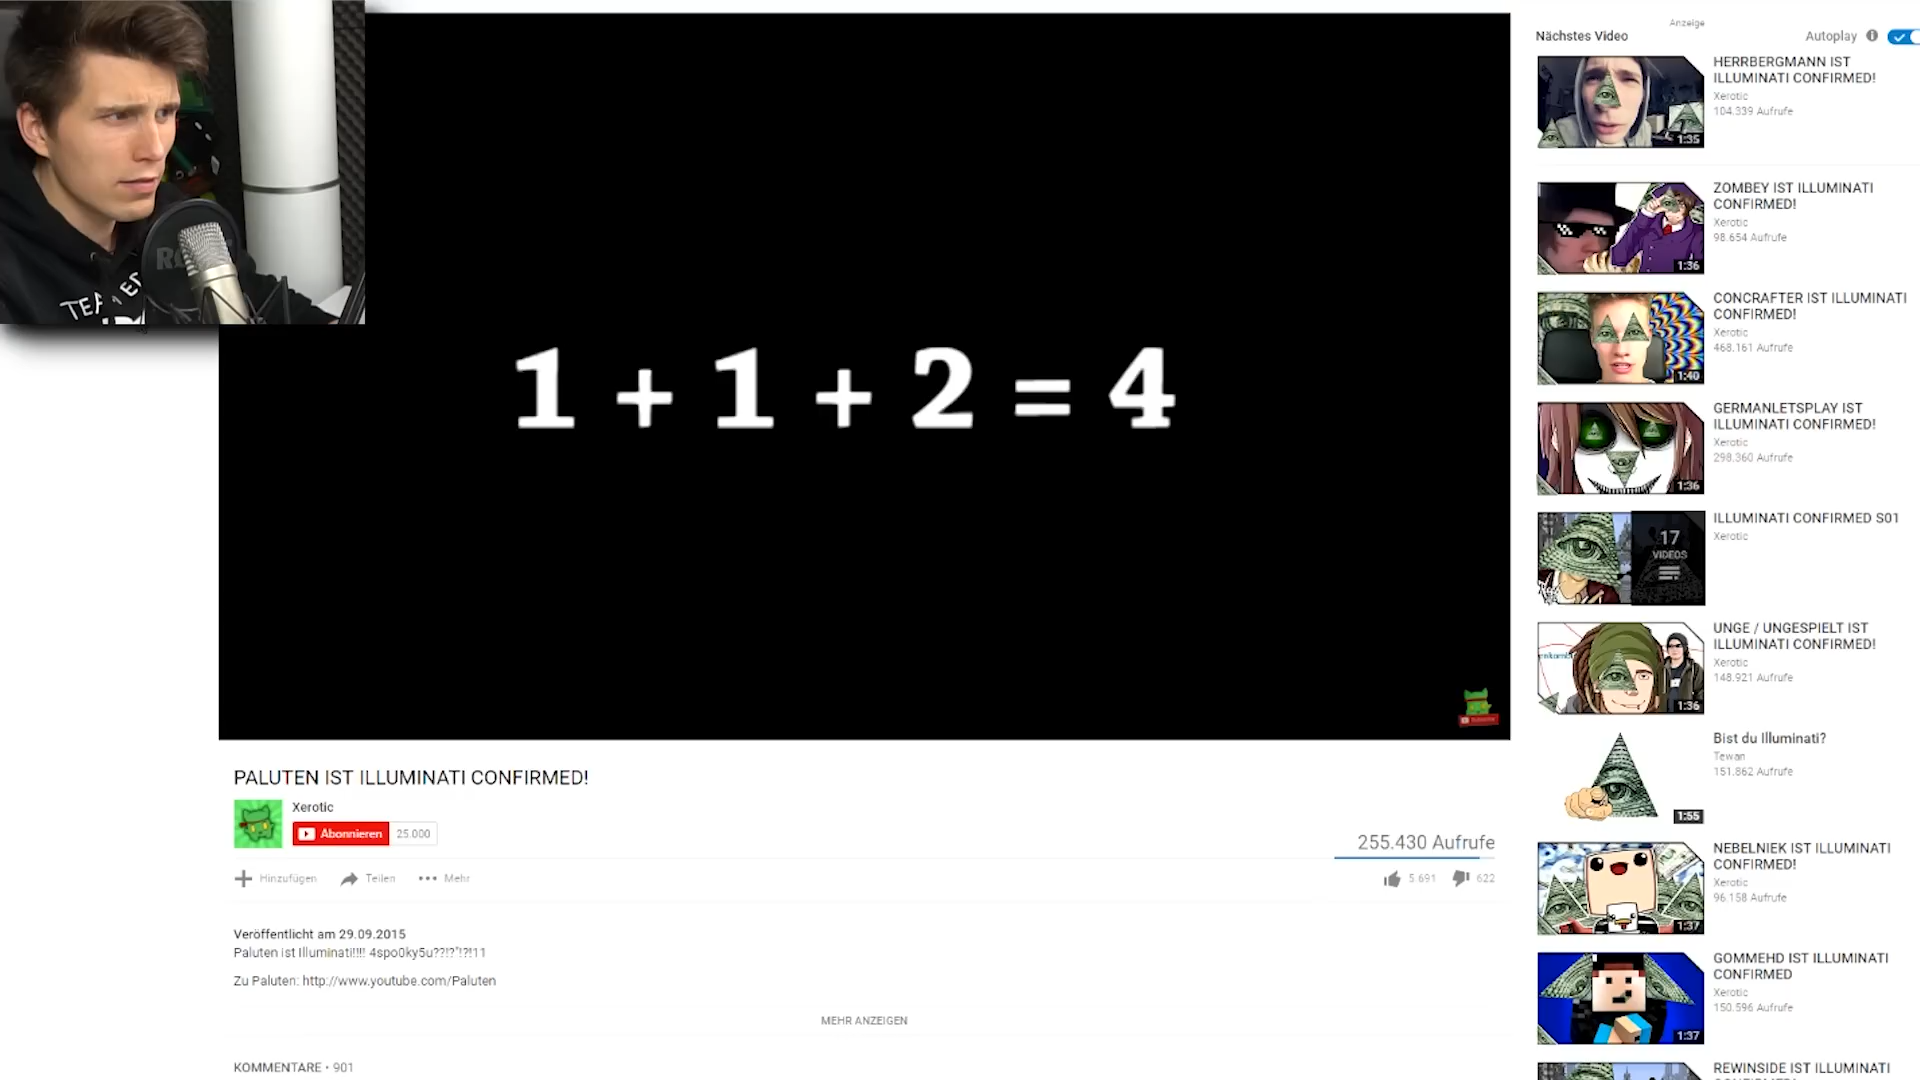 1 + 1 + 2 = 4
PALUTEN IST ILLUMINATI CONFIRMED!
Xerotic
Abonnieren 25.000
255.430 Aufrufe
Hinzufügen Teilen Mehr
5 691 622
Veröffentlicht am 29.09.2015
Paluten ist Illuminati!!!! 4spo0ky5u??!?"!?!11
Zu Paluten: http://www.youtube.com/Paluten
MEHR ANZEIGEN
KOMMENTARE • 901
Anzeige
Nächstes Video
Autoplay
HERRBERGMANN IST
ILLUMINATI CONFIRMED!
Xerotic
104.339 Aufrufe
1:35
ZOMBEY IST ILLUMINATI
CONFIRMED!
Xerotic
98.654 Aufrufe
1:36
CONCRAFTER IST ILLUMINATI
CONFIRMED!
Xerotic
468.161 Aufrufe
1:40
GERMANLETSPLAY IST
ILLUMINATI CONFIRMED!
Xerotic
298.360 Aufrufe
1:36
ILLUMINATI CONFIRMED S01
Xerotic
17
VIDEOS
UNGE / UNGESPIELT IST
ILLUMINATI CONFIRMED!
Xerotic
148.921 Aufrufe
1:36
Bist du Illuminati?
Tewan
151.862 Aufrufe
1:55
NEBELNIEK IST ILLUMINATI
CONFIRMED!
Xerotic
96.158 Aufrufe
1:37
GOMMEHD IST ILLUMINATI
CONFIRMED
Xerotic
150.596 Aufrufe
1:37
REWINSIDE IST ILLUMINATI